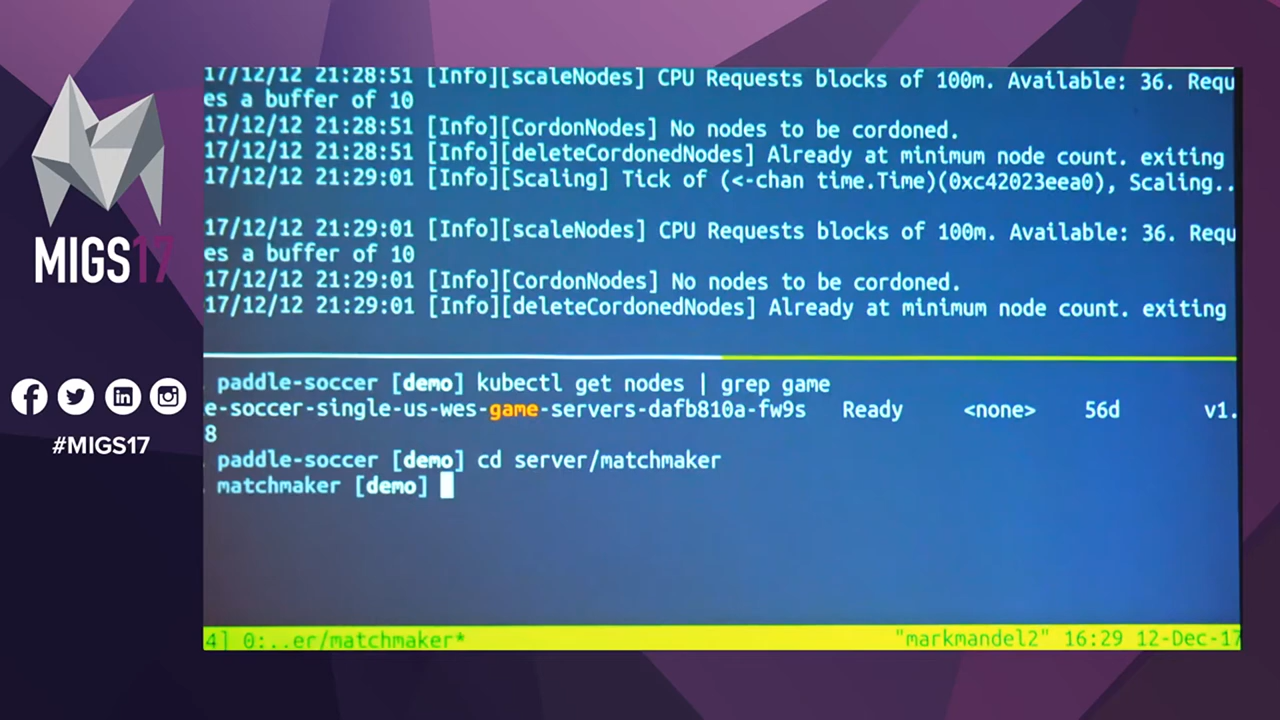 MIGS17
#MIGS17
17/12/12 21:28:51 [Info][scaleNodes] CPU Requests blocks of 100m. Available: 36. Requ
es a buffer of 10
17/12/12 21:28:51 [Info][CordonNodes] No nodes to be cordoned.
17/12/12 21:28:51 [Info][deleteCordonedNodes] Already at minimum node count. exiting
17/12/12 21:29:01 [Info][Scaling] Tick of (<-chan time.Time)(0xc42023eea0), Scaling..
17/12/12 21:29:01 [Info][scaleNodes] CPU Requests blocks of 100m. Available: 36. Requ
es a buffer of 10
17/12/12 21:29:01 [Info][CordonNodes] No nodes to be cordoned.
17/12/12 21:29:01 [Info][deleteCordonedNodes] Already at minimum node count. exiting
paddle-soccer [demo] kubectl get nodes | grep game
e-soccer-single-us-wes-game-servers-dafb810a-fw9s Ready <none> 56d v1.
8
paddle-soccer [demo] cd server/matchmaker
matchmaker [demo]
4] 0:..er/matchmaker* "markmandel2" 16:29 12-Dec-17